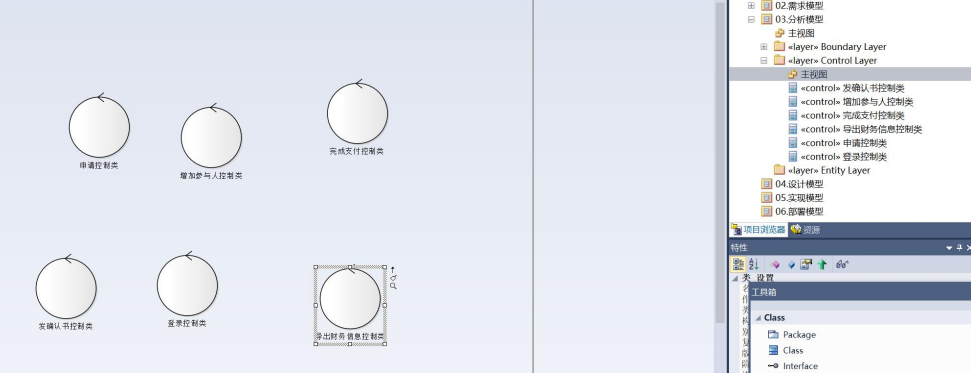 申请控制类
增加参与人控制类
完成支付控制类
发确认书控制类
登录控制类
导出财务信息控制类
02.需求模型
03.分析模型
主视图
«layer» Boundary Layer
«layer» Control Layer
主视图
«control» 发确认书控制类
«control» 增加参与人控制类
«control» 完成支付控制类
«control» 导出财务信息控制类
«control» 申请控制类
«control» 登录控制类
«layer» Entity Layer
04.设计模型
05.实现模型
06.部署模型
项目浏览器 资源
特性
类 设置
工具箱
Class
Package
Class
Interface